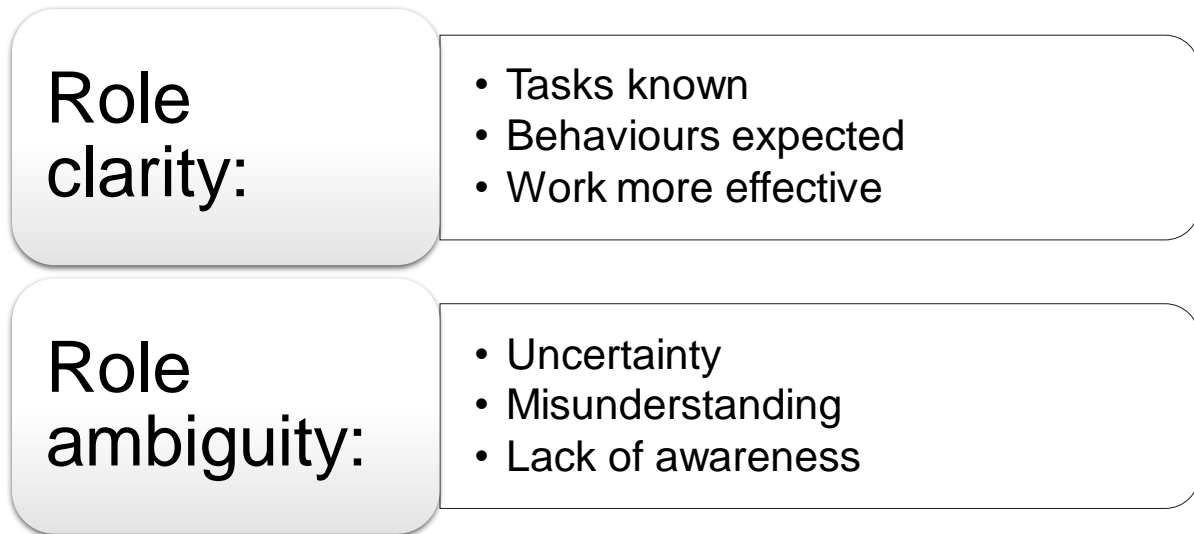 Role
clarity:
• Tasks known
• Behaviours expected
• Work more effective
Role
ambiguity:
• Uncertainty
• Misunderstanding
• Lack of awareness